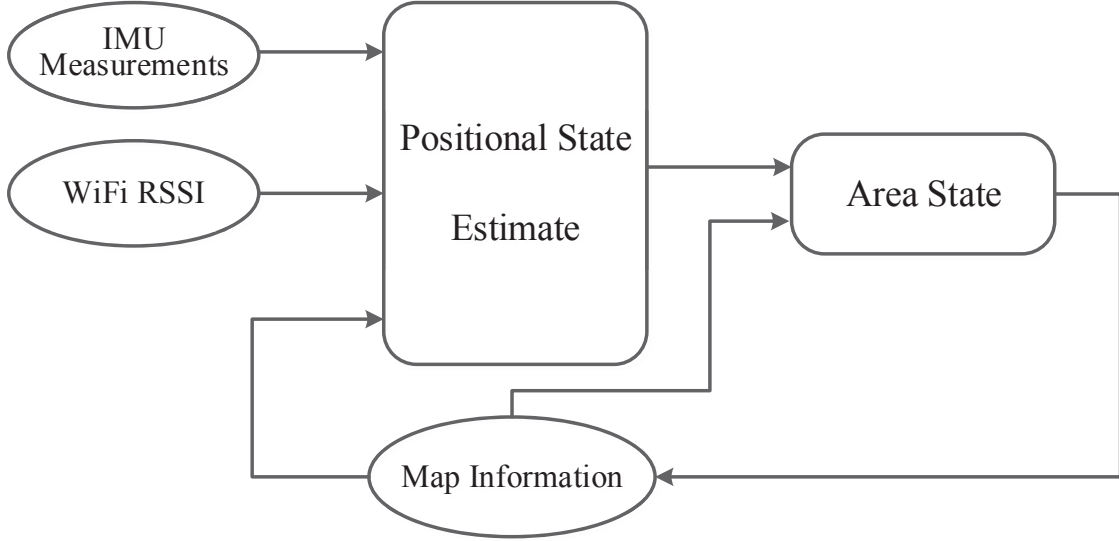 IMU
Measurements
WiFi RSSI
Positional State
Estimate
Area State
Map Information